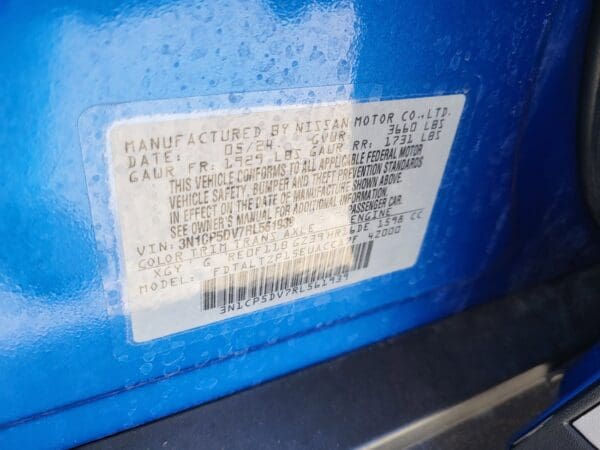 MANUFACTURED BY NISSAN MOTOR CO.,LTD.
DATE: 05/24 GVWR 3660 LBS
GAWR FR: 1929 LBS GAWR RR: 1731 LBS
THIS VEHICLE CONFORMS TO ALL APPLICABLE FEDERAL MOTOR
VEHICLE SAFETY, BUMPER AND THEFT PREVENTION STANDARDS
IN EFFECT ON THE DATE OF MANUFACTURE SHOWN ABOVE.
SEE OWNER'S MANUAL FOR ADDITIONAL INFORMATION.
VIN: 3N1CP5DV7RL561939 PASSENGER CAR.
COLOR TRIM TRANS AXLE ENGINE
XGY G RE0F11B HR16DE 1598 CC
MODEL: 42000
3N1CP5DV7RL561939